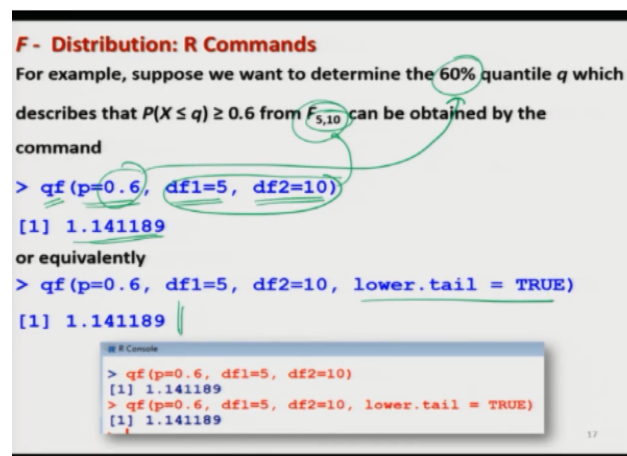 F - Distribution: R Commands
For example, suppose we want to determine the 60% quantile q which
describes that P(X ≤ q) ≥ 0.6 from F5,10 can be obtained by the
command
> qf(p=0.6, df1=5, df2=10)
[1] 1.141189
or equivalently
> qf(p=0.6, df1=5, df2=10, lower.tail = TRUE)
[1] 1.141189
R Console
> qf(p=0.6, df1=5, df2=10)
[1] 1.141189
> qf(p=0.6, df1=5, df2=10, lower.tail = TRUE)
[1] 1.141189
>
17